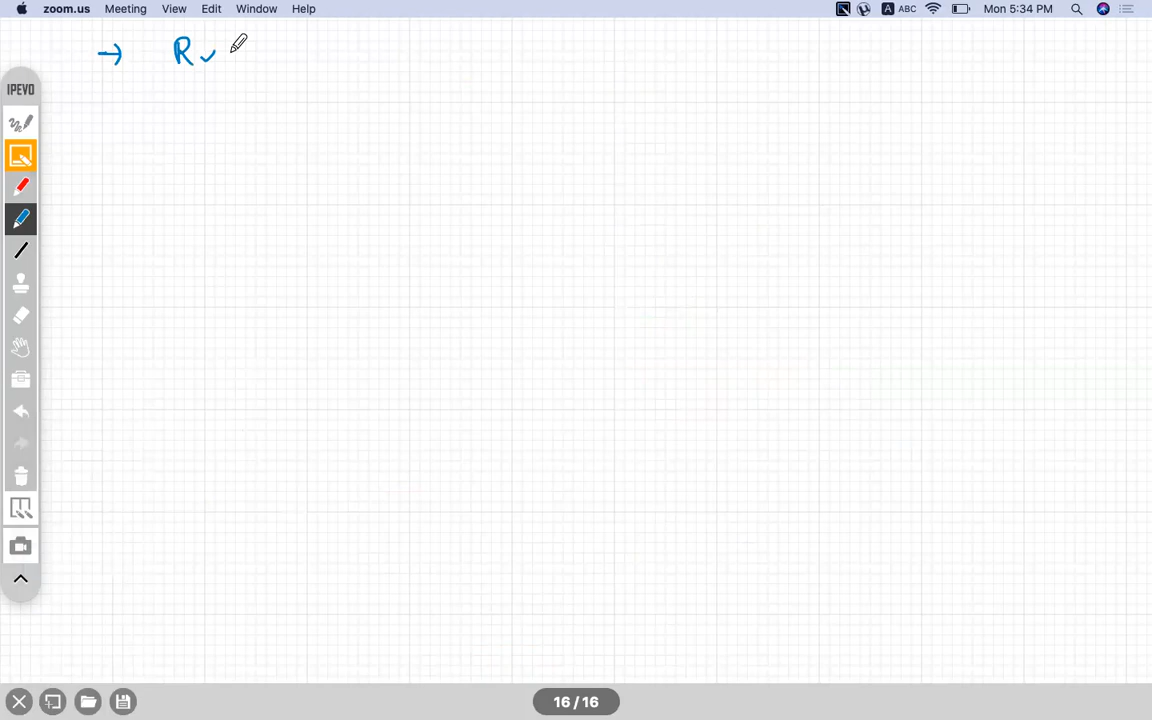 zoom.us Meeting View Edit Window Help A ABC Mon 5:34 PM
→ R
IPEVO
16 / 16